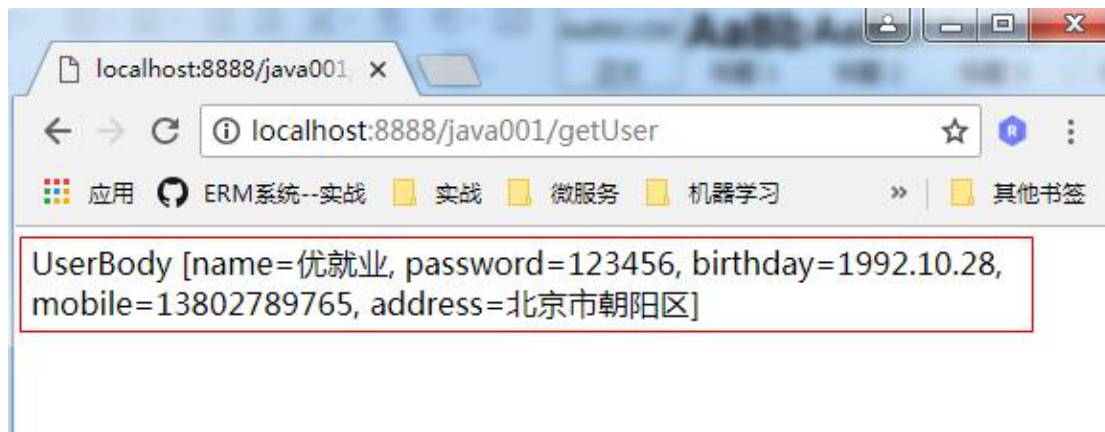 localhost:8888/java001,
localhost:8888/java001/getUser
应用 ERM系统--实战 实战 微服务 机器学习 » 其他书签
UserBody [name=优就业, password=123456, birthday=1992.10.28,
mobile=13802789765, address=北京市朝阳区]